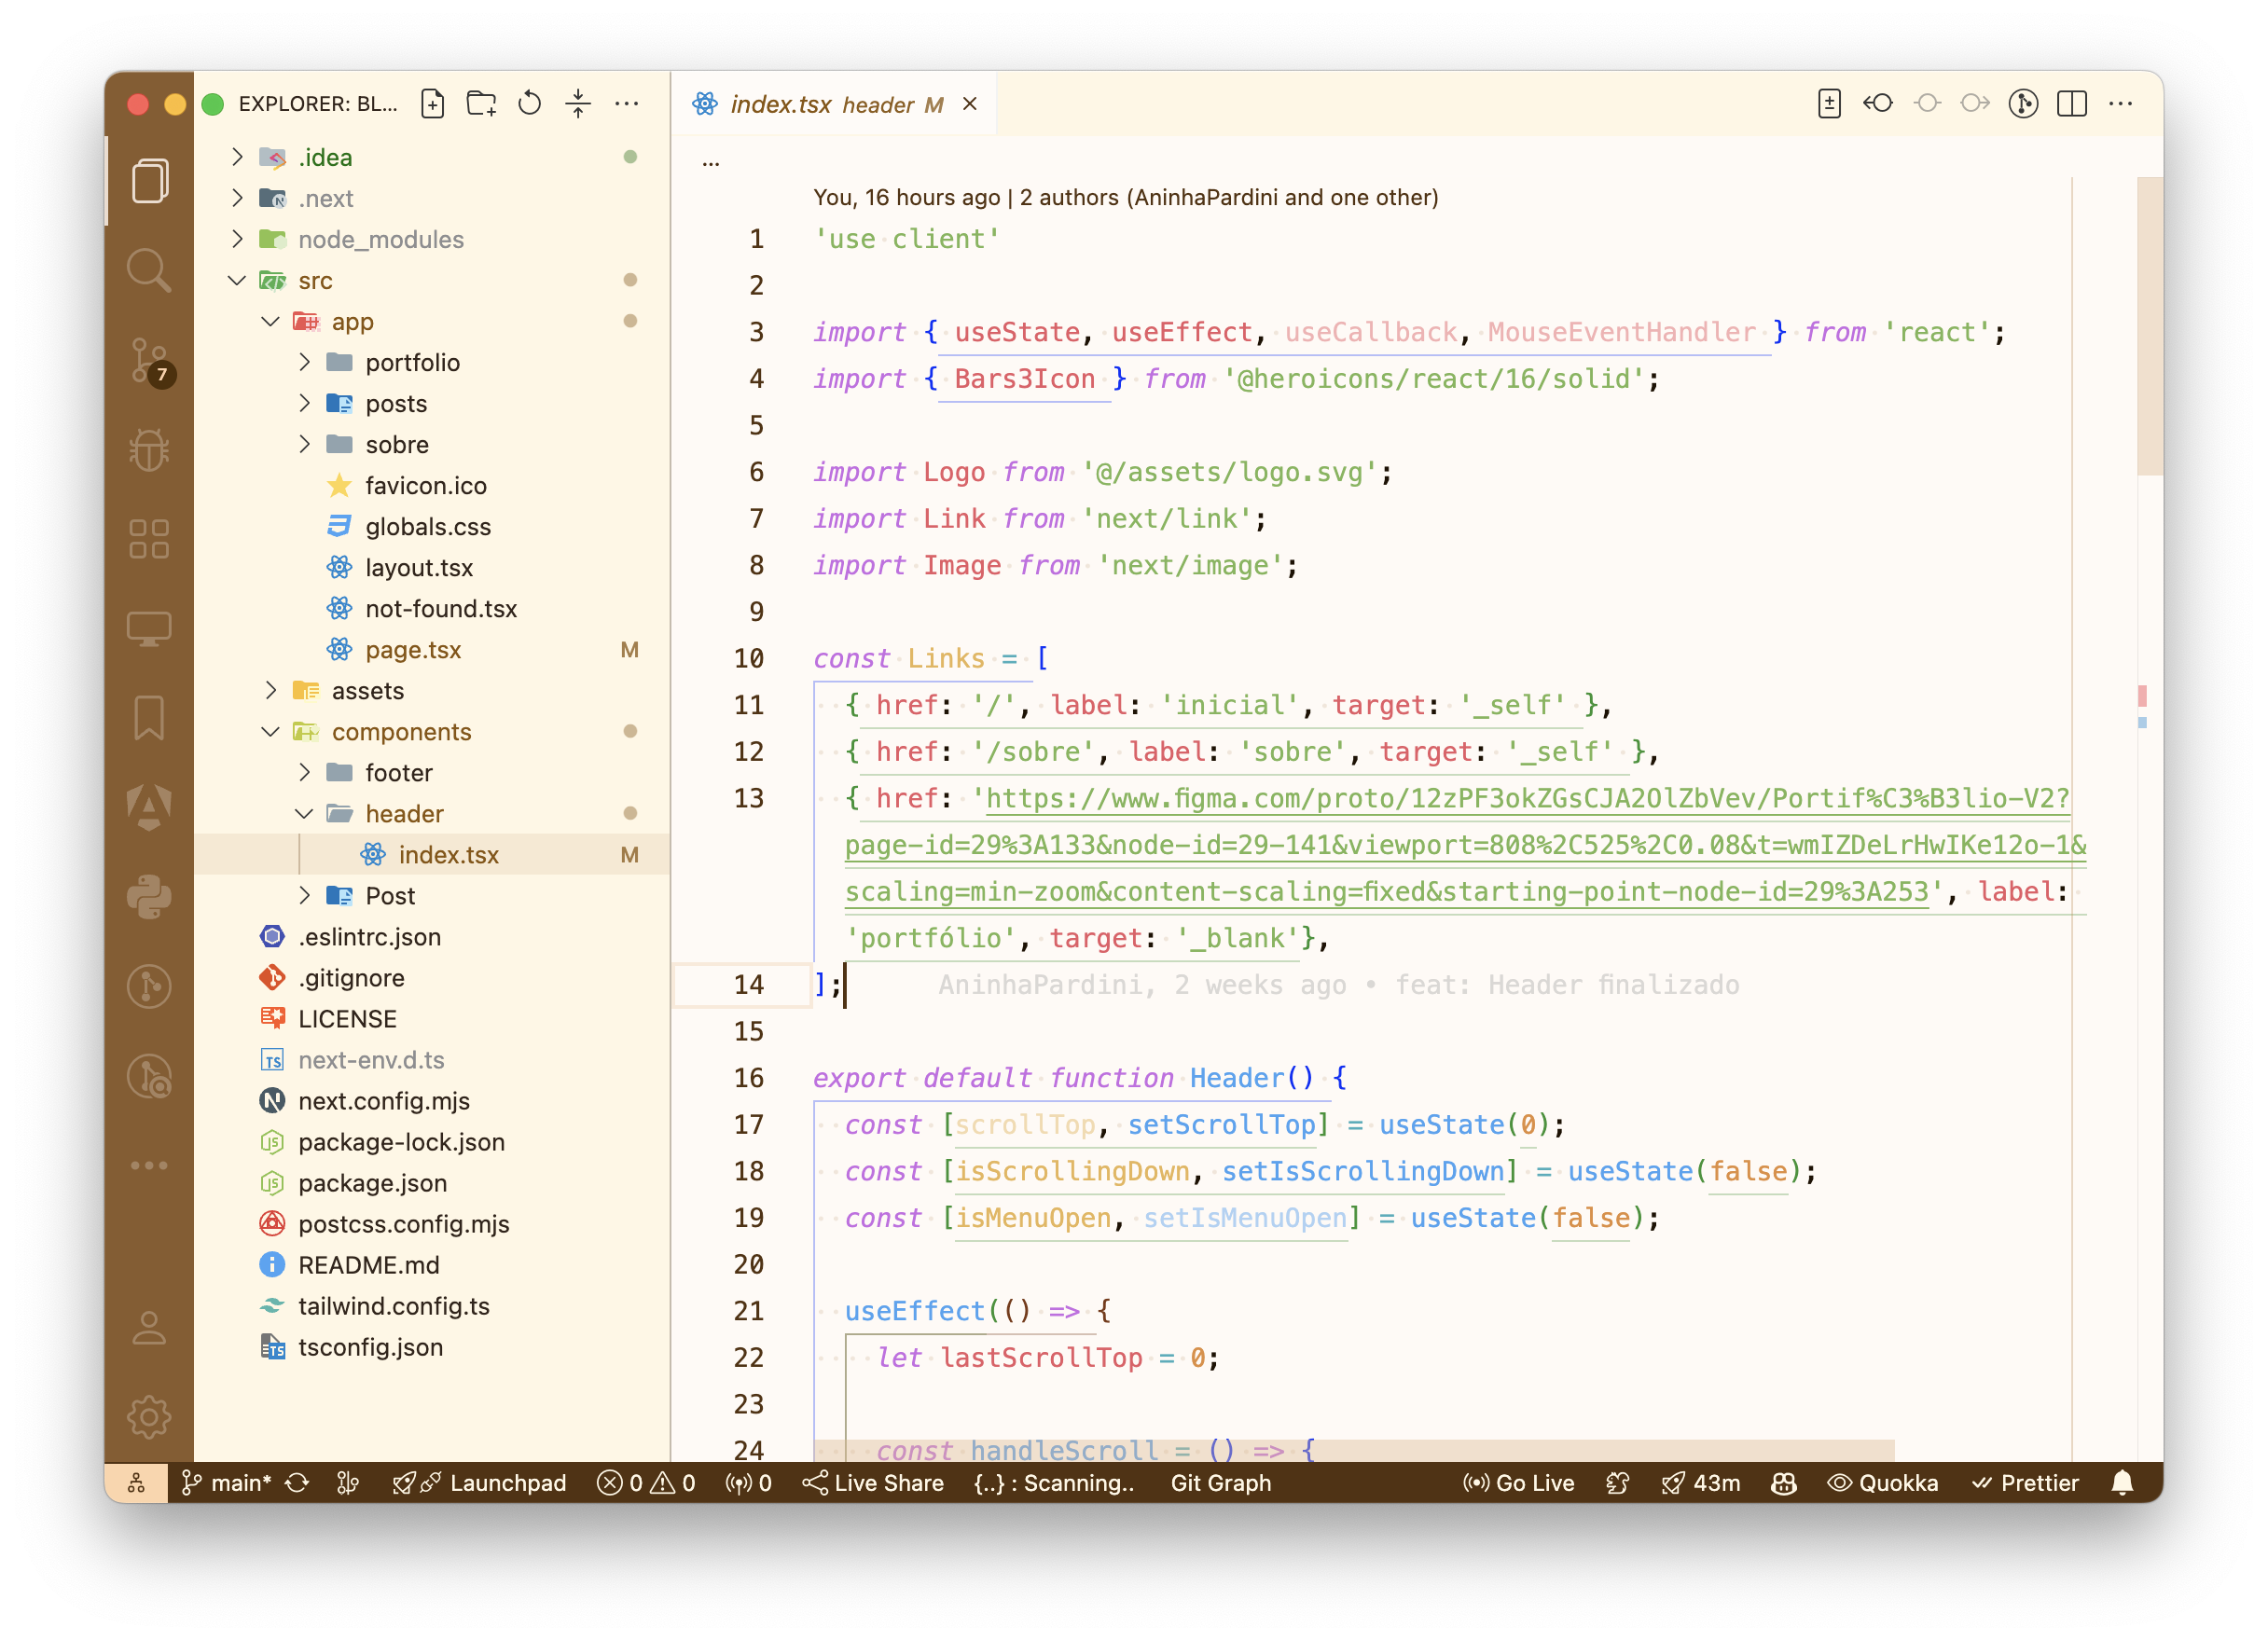 EXPLORER: BL...
.idea
.next
node_modules
src
app
portfolio
posts
sobre
favicon.ico
globals.css
layout.tsx
not-found.tsx
page.tsx M
assets
components
footer
header
index.tsx M
Post
.eslintrc.json
.gitignore
LICENSE
next-env.d.ts
next.config.mjs
package-lock.json
package.json
postcss.config.mjs
README.md
tailwind.config.ts
tsconfig.json
7
index.tsx header M
...
You, 16 hours ago | 2 authors (AninhaPardini and one other)
1 'use client'
2
3 import { useState, useEffect, useCallback, MouseEventHandler } from 'react';
4 import { Bars3Icon } from '@heroicons/react/16/solid';
5
6 import Logo from '@/assets/logo.svg';
7 import Link from 'next/link';
8 import Image from 'next/image';
9
10 const Links = [
11 { href: '/', label: 'inicial', target: '_self' },
12 { href: '/sobre', label: 'sobre', target: '_self' },
13 { href: 'https://www.figma.com/proto/12zPF3okZGsCJA2OlZbVev/Portif%C3%B3lio-V2?
page-id=29%3A133&node-id=29-141&viewport=808%2C525%2C0.08&t=wmIZDeLrHwIKe12o-1&
scaling=min-zoom&content-scaling=fixed&starting-point-node-id=29%3A253', label:
'portfólio', target: '_blank'},
14 ]; AninhaPardini, 2 weeks ago • feat: Header finalizado
15
16 export default function Header() {
17 const [scrollTop, setScrollTop] = useState(0);
18 const [isScrollingDown, setIsScrollingDown] = useState(false);
19 const [isMenuOpen, setIsMenuOpen] = useState(false);
20
21 useEffect(() => {
22 let lastScrollTop = 0;
23
24 const handleScroll = () => {
main* Launchpad 0 0 0 Live Share {..} : Scanning.. Git Graph Go Live 43m Quokka Prettier